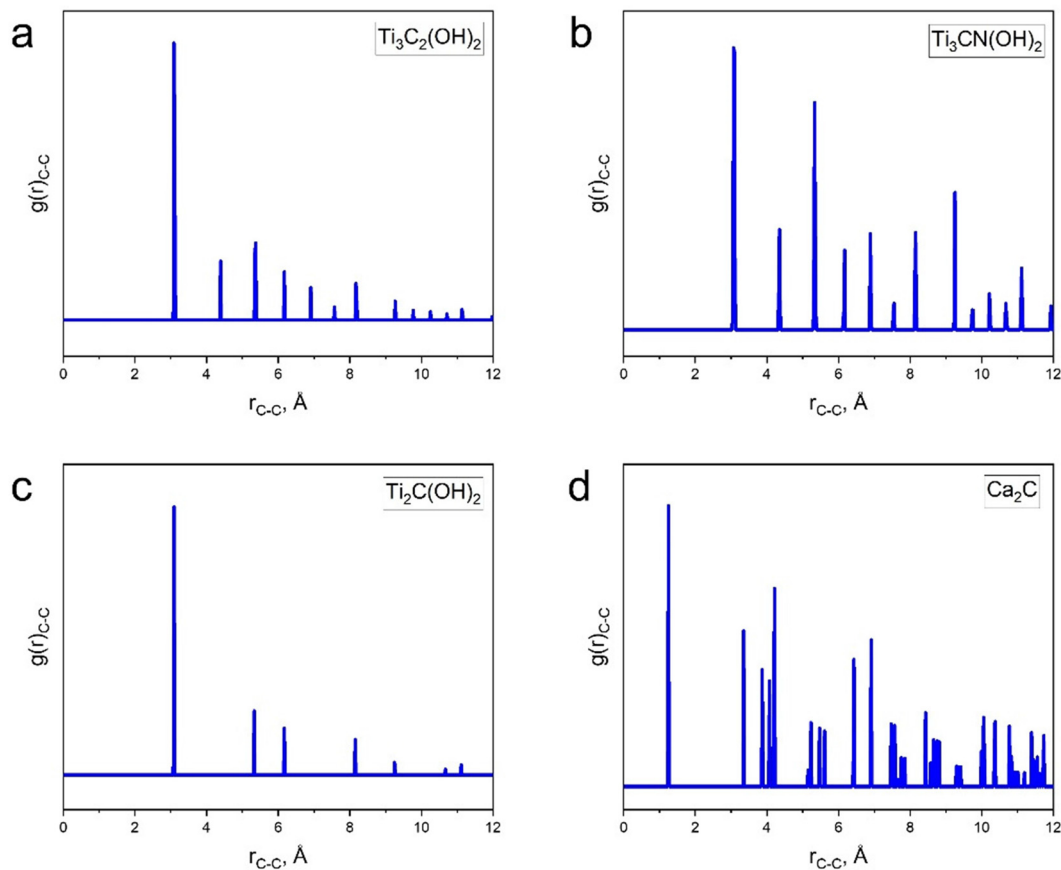 a
Ti₃C₂(OH)₂
g(r)C-C
0 2 4 6 8 10 12
rC-C, Å
b
Ti₃CN(OH)₂
g(r)C-C
0 2 4 6 8 10 12
rC-C, Å
c
Ti₂C(OH)₂
g(r)C-C
0 2 4 6 8 10 12
rC-C, Å
d
Ca₂C
g(r)C-C
0 2 4 6 8 10 12
rC-C, Å